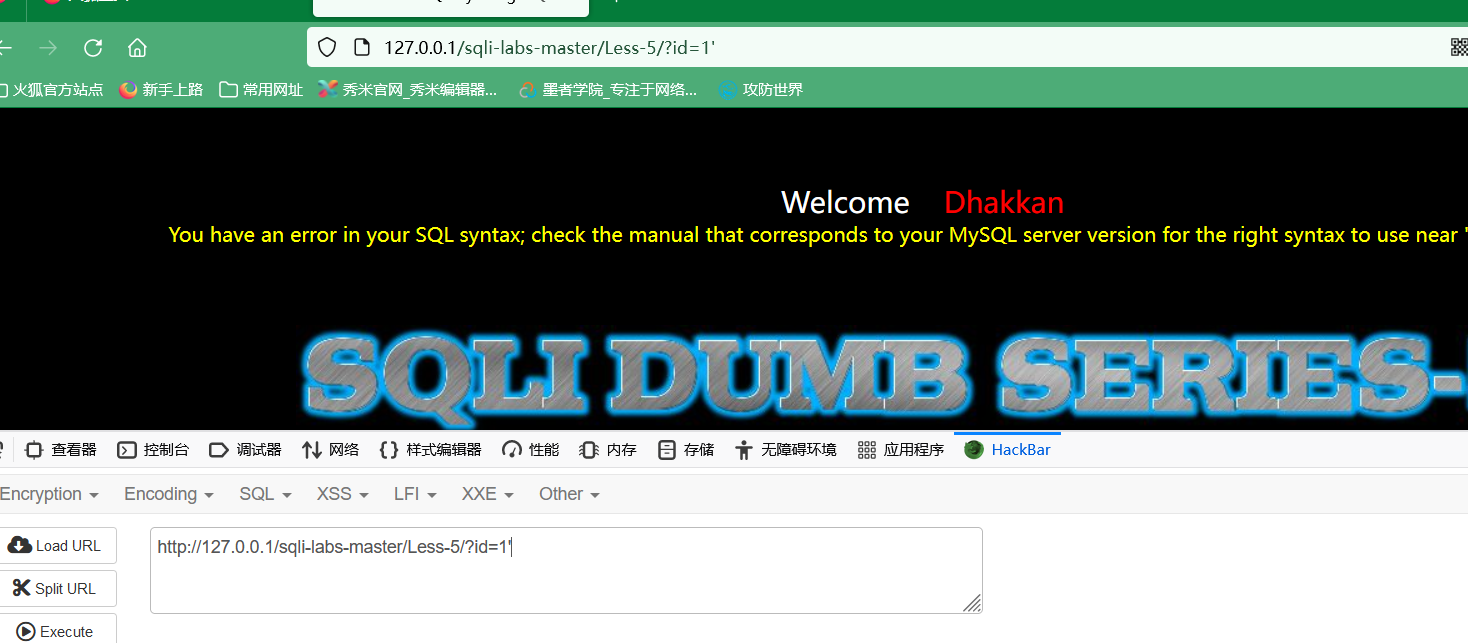 127.0.0.1/sqli-labs-master/Less-5/?id=1'
火狐官方站点 新手上路 常用网址 秀米官网_秀米编辑器... 墨者学院_专注于网络... 攻防世界
Welcome Dhakkan
You have an error in your SQL syntax; check the manual that corresponds to your MySQL server version for the right syntax to use near '
SQLI DUMB SERIES-
查看器 控制台 调试器 网络 样式编辑器 性能 内存 存储 无障碍环境 应用程序 HackBar
Encryption Encoding SQL XSS LFI XXE Other
Load URL
http://127.0.0.1/sqli-labs-master/Less-5/?id=1'
Split URL
Execute